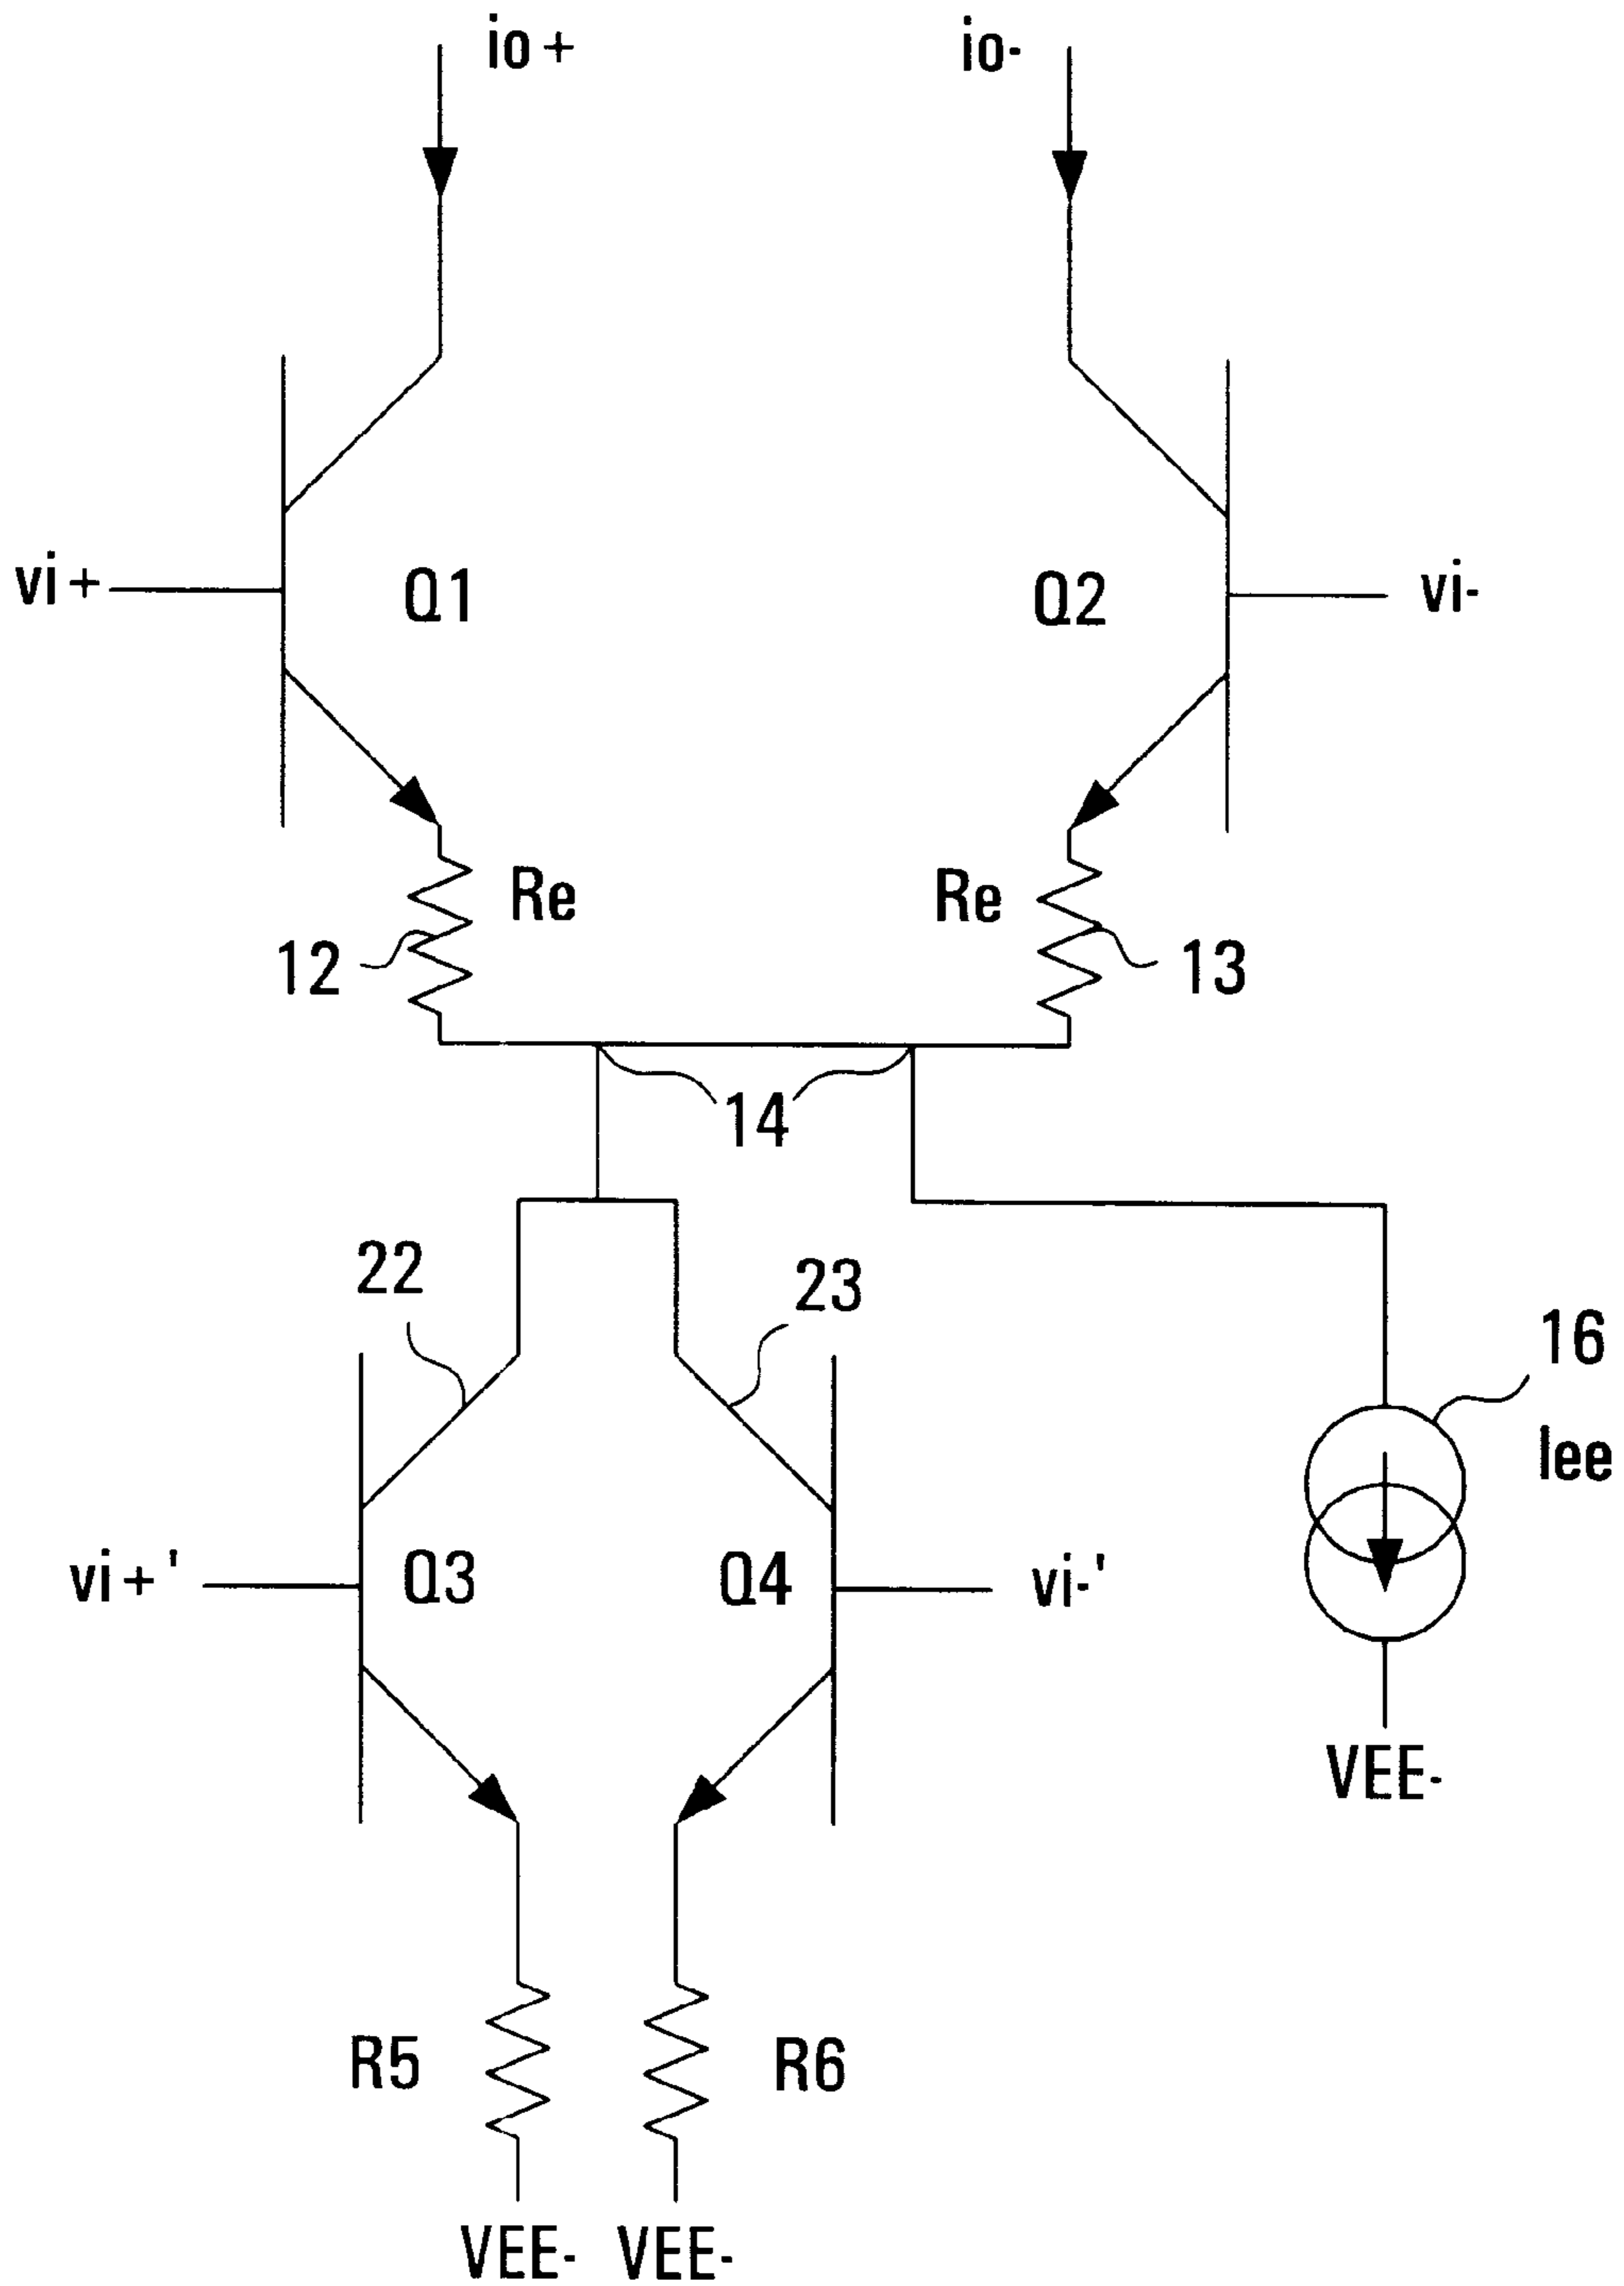 io+
io-
vi+
Q1
Q2
vi-
Re
Re
12
13
14
22
23
16
Iee
vi+'
Q3
Q4
vi-'
VEE-
R5
R6
VEE-
VEE-